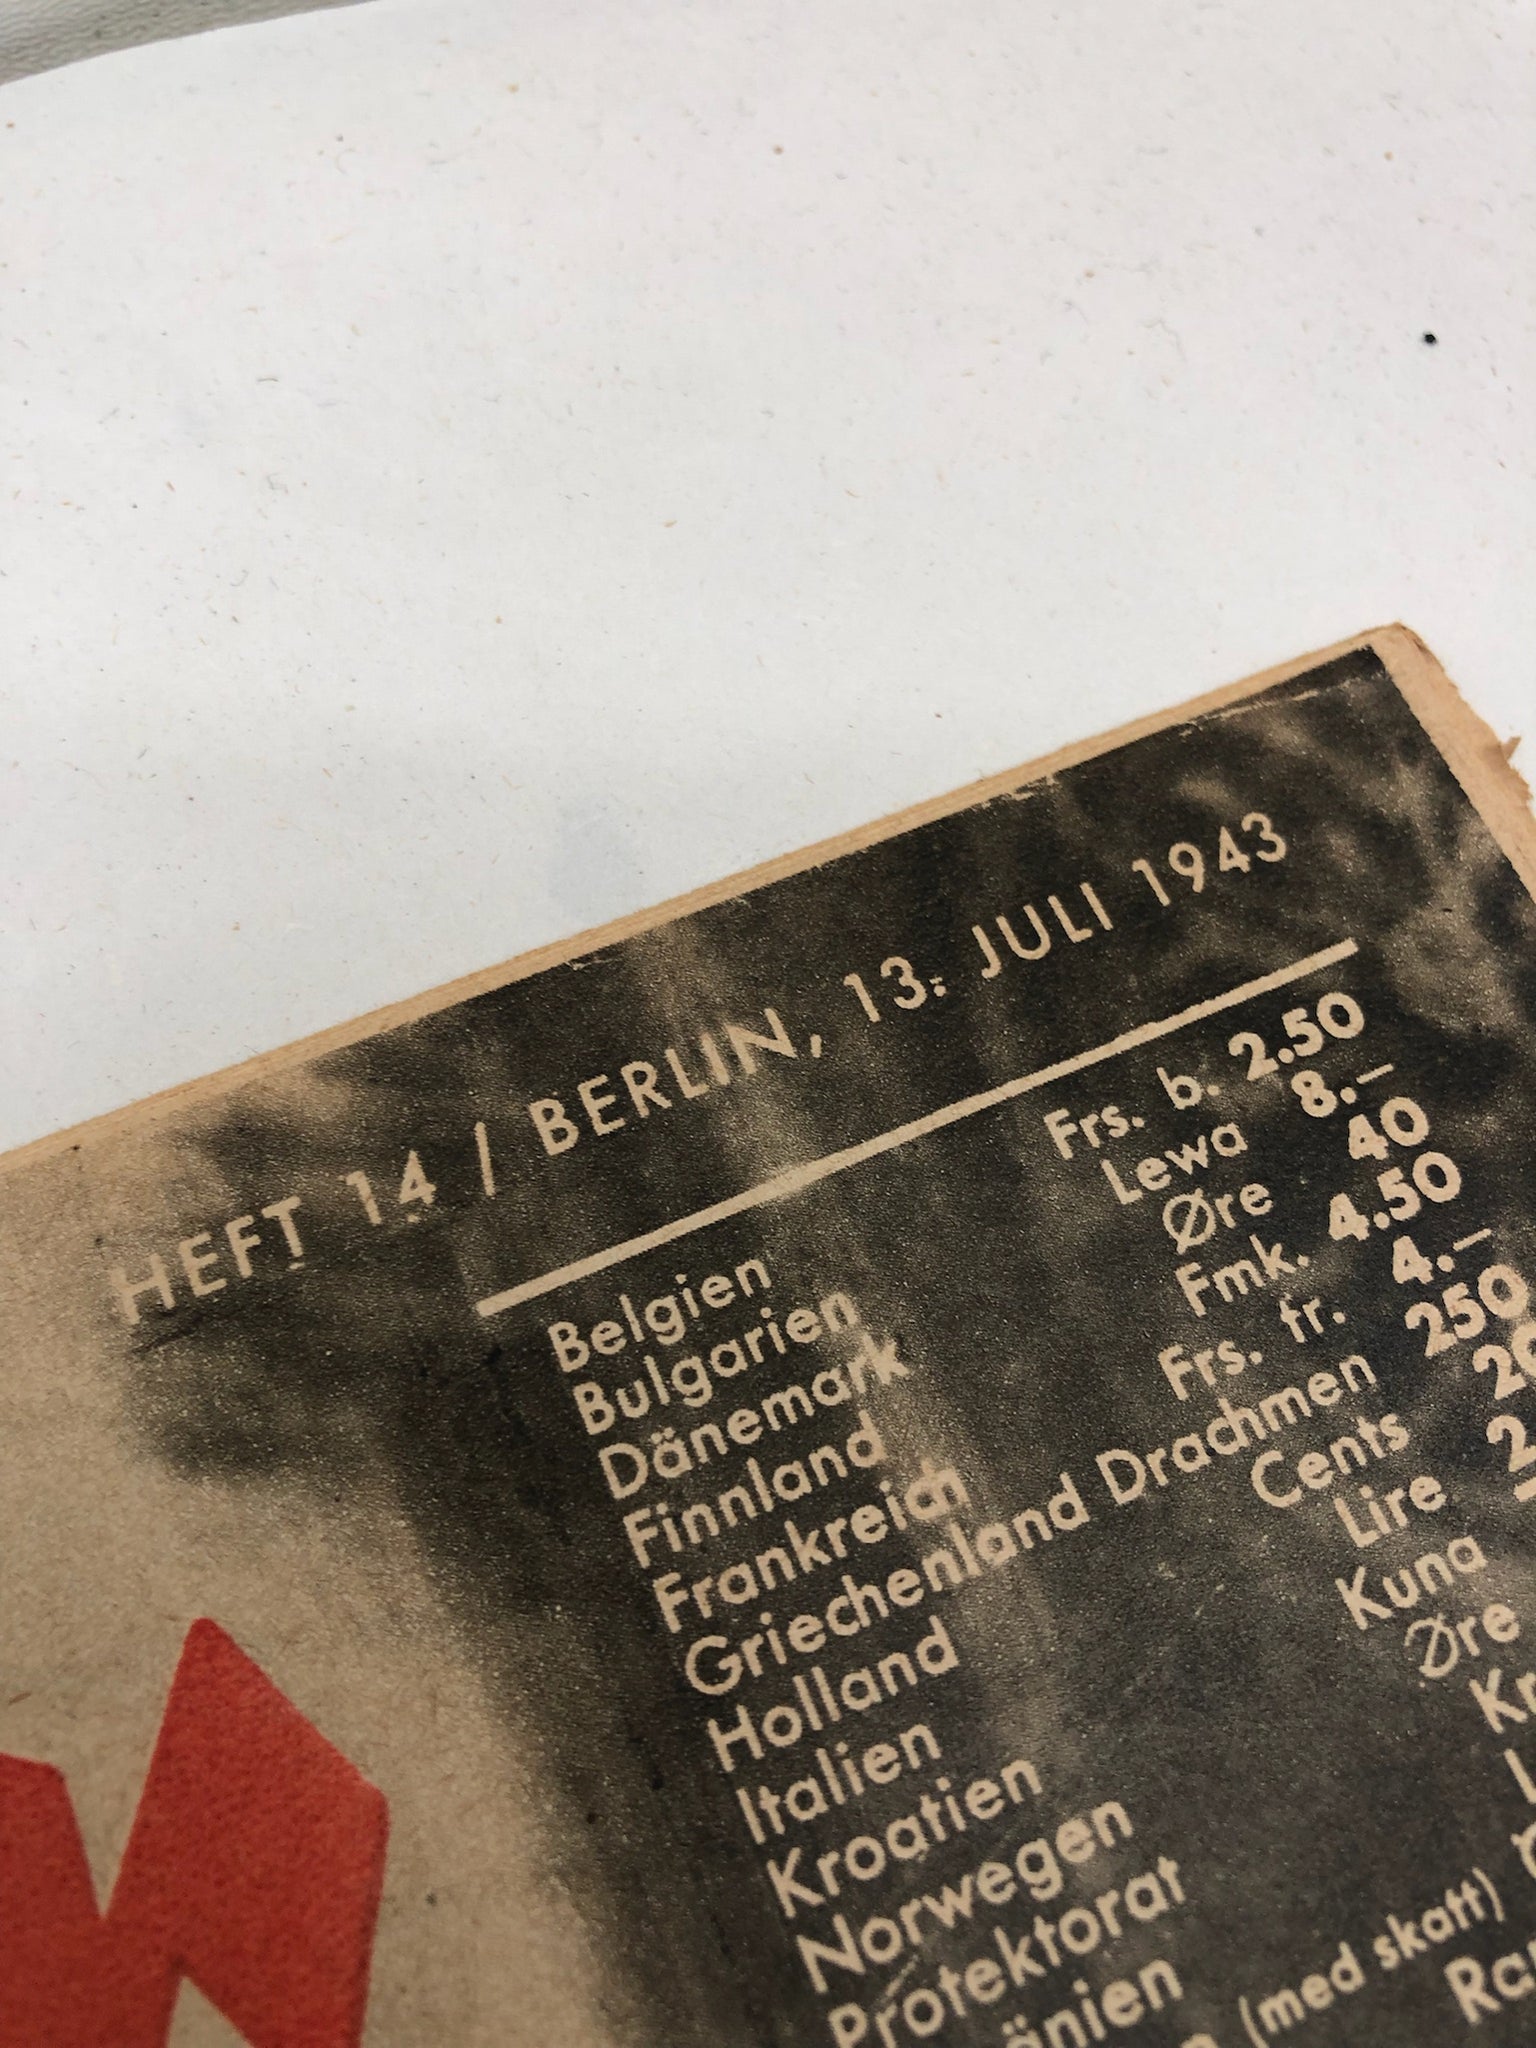 HEFT 14 / BERLIN, 13. JULI 1943
Belgien Frs. b. 2.50
Bulgarien Lewa 8.–
Dänemark Øre 40
Finnland Fmk. 4.50
Frankreich Frs. fr. 4.–
Griechenland Drachmen 250
Holland Cents
Italien Lire
Kroatien Kuna
Norwegen Øre
Protektorat
(med skatt)